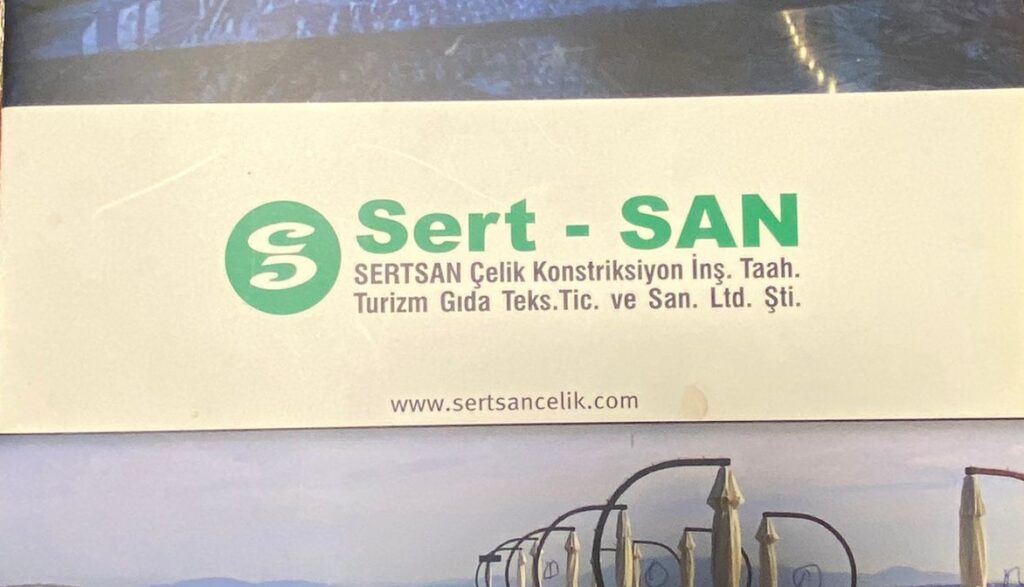 Sert - SAN
SERTSAN Çelik Konstriksiyon İnş. Taah.
Turizm Gıda Teks.Tic. ve San. Ltd. Şti.
www.sertsancelik.com